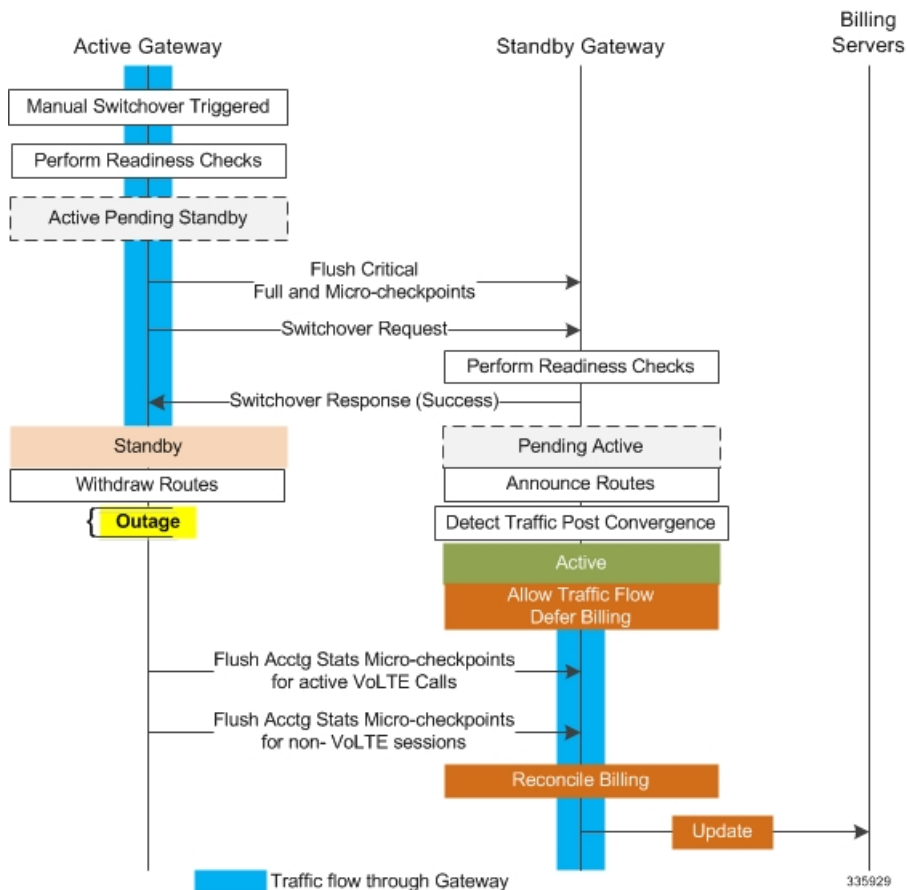 Billing
Servers
Active Gateway
Standby Gateway
Manual Switchover Triggered
Perform Readiness Checks
Active Pending Standby
Flush Critical
Full and Micro-checkpoints
Switchover Request
Perform Readiness Checks
Switchover Response (Success)
Standby
Pending Active
Withdraw Routes
Announce Routes
{ Outage
Detect Traffic Post Convergence
Active
Allow Traffic Flow
Defer Billing
Flush Acctg Stats Micro-checkpoints
for active VoLTE Calls
Flush Acctg Stats Micro-checkpoints
for non- VoLTE sessions
Reconcile Billing
Update
Traffic flow through Gateway
335929